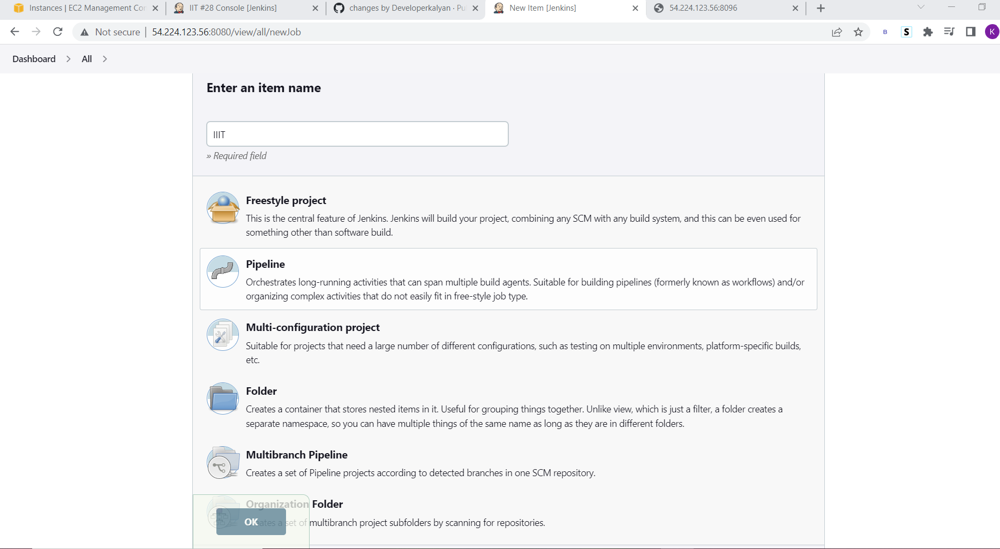 Instances | EC2 Management Con
IIT #28 Console [Jenkins]
changes by Developerkalyan · Pu
New Item [Jenkins]
54.224.123.56:8096
Not secure
54.224.123.56:8080/view/all/newJob
B
S
K
Dashboard
All
Enter an item name
IIIT
» Required field
Freestyle project
This is the central feature of Jenkins. Jenkins will build your project, combining any SCM with any build system, and this can be even used for
something other than software build.
Pipeline
Orchestrates long-running activities that can span multiple build agents. Suitable for building pipelines (formerly known as workflows) and/or
organizing complex activities that do not easily fit in free-style job type.
Multi-configuration project
Suitable for projects that need a large number of different configurations, such as testing on multiple environments, platform-specific builds,
etc.
Folder
Creates a container that stores nested items in it. Useful for grouping things together. Unlike view, which is just a filter, a folder creates a
separate namespace, so you can have multiple things of the same name as long as they are in different folders.
Multibranch Pipeline
Creates a set of Pipeline projects according to detected branches in one SCM repository.
Organization Folder
Creates a set of multibranch project subfolders by scanning for repositories.
OK